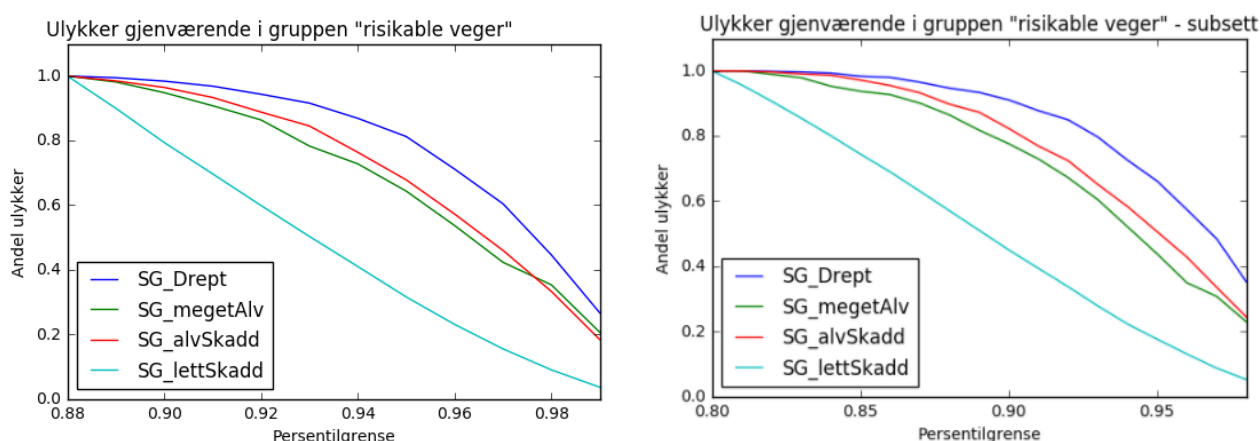 Ulykker gjenværende i gruppen "risikable veger"
1.0
0.8
0.6
0.4
0.2
0.0
Andel ulykker
SG_Drept
SG_megetAlv
SG_alvSkadd
SG_lettSkadd
0.88 0.90 0.92 0.94 0.96 0.98
Persentilgrense
Ulykker gjenværende i gruppen "risikable veger" - subsett
1.0
0.8
0.6
0.4
0.2
0.0
Andel ulykker
SG_Drept
SG_megetAlv
SG_alvSkadd
SG_lettSkadd
0.80 0.85 0.90 0.95
Persentilgrense